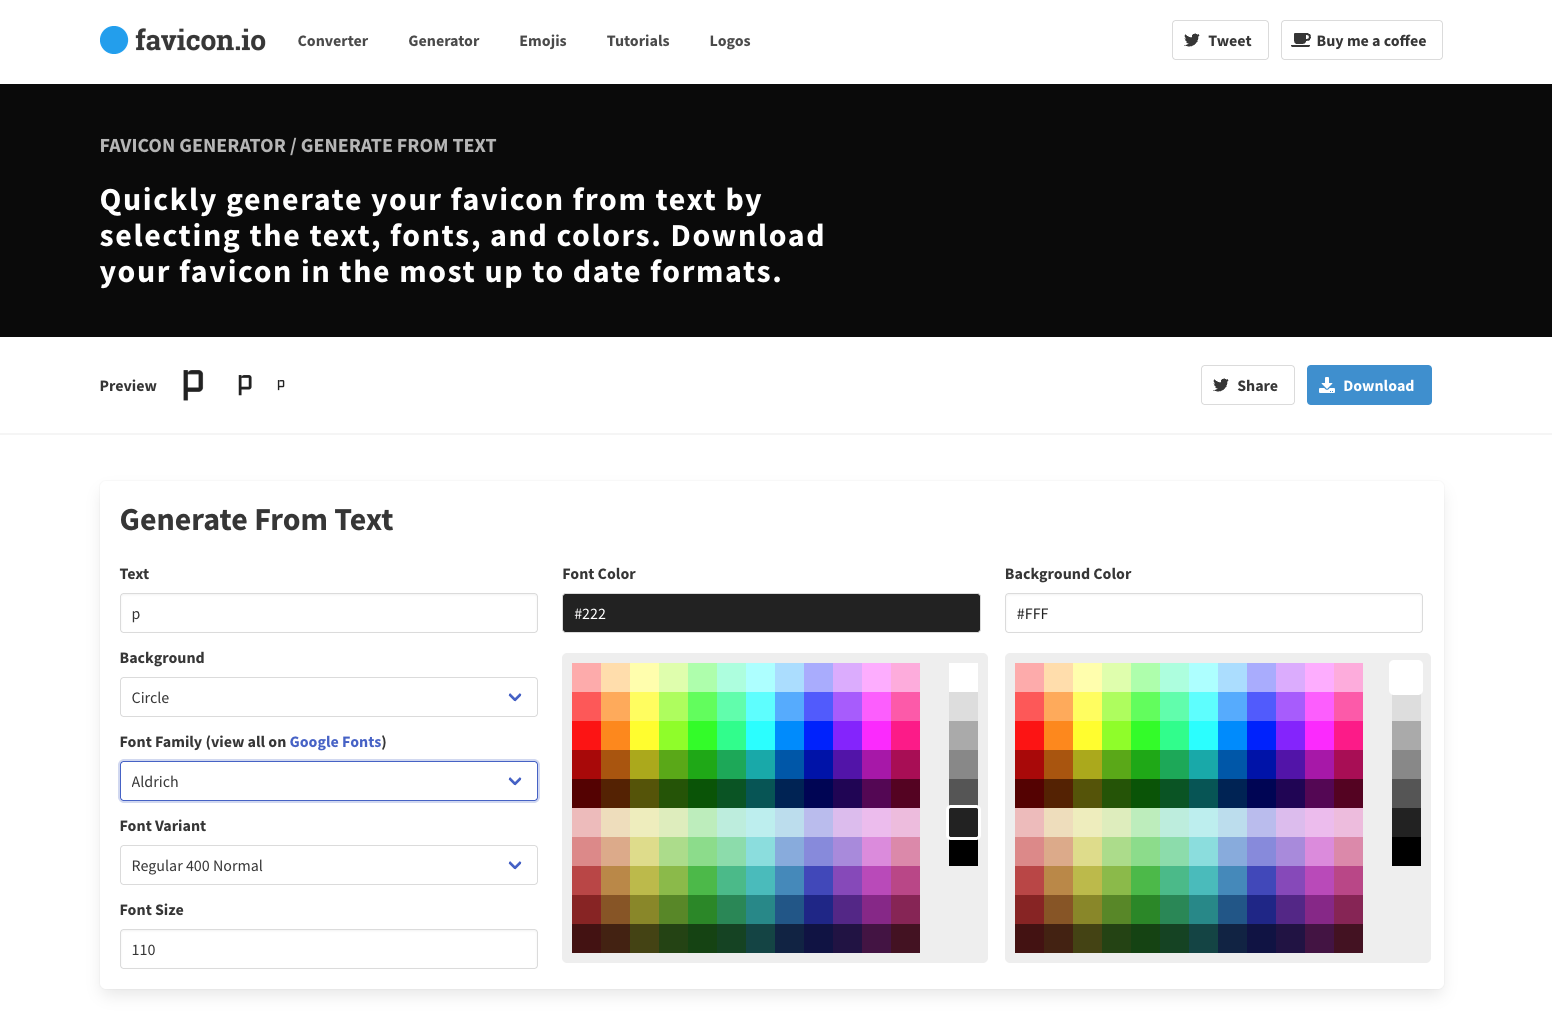 favicon.io
Converter
Generator
Emojis
Tutorials
Logos
Tweet
Buy me a coffee
FAVICON GENERATOR / GENERATE FROM TEXT
Quickly generate your favicon from text by
selecting the text, fonts, and colors. Download
your favicon in the most up to date formats.
Preview
p
p
p
Share
Download
Generate From Text
Text
p
Background
Circle
Font Family (view all on Google Fonts)
Aldrich
Font Variant
Regular 400 Normal
Font Size
110
Font Color
#222
Background Color
#FFF